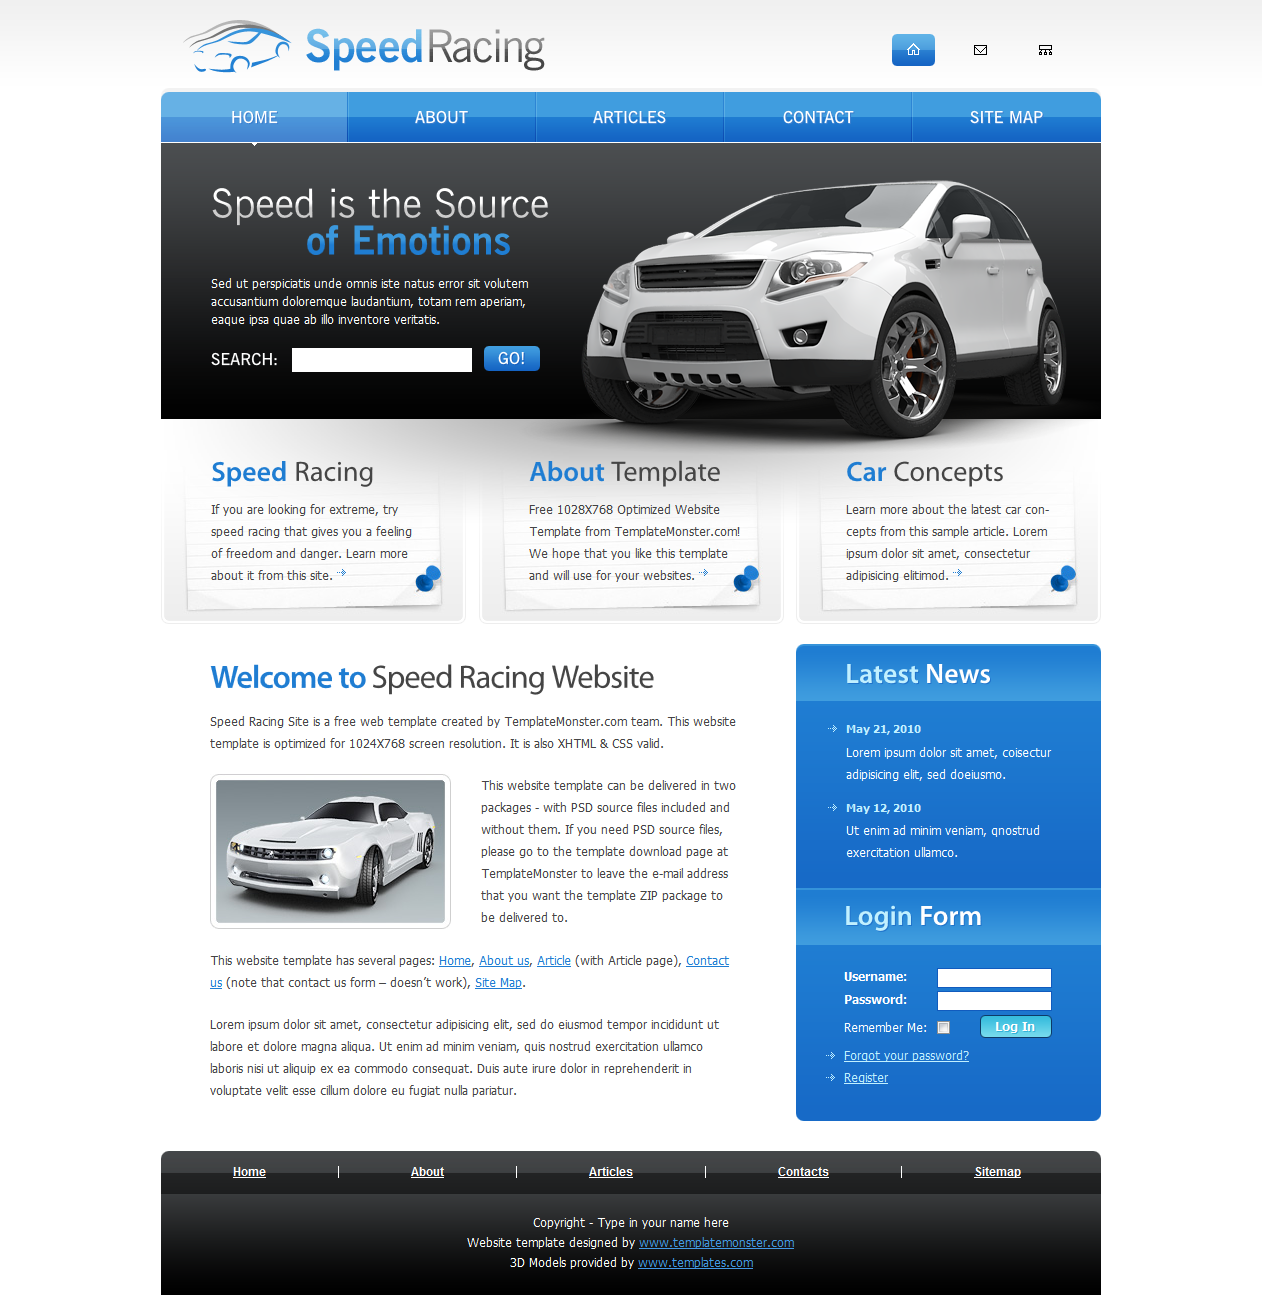 Speed Racing
HOME
ABOUT
ARTICLES
CONTACT
SITE MAP
Speed is the Source
of Emotions
Sed ut perspiciatis unde omnis iste natus error sit volutem
accusantium doloremque laudantium, totam rem aperiam,
eaque ipsa quae ab illo inventore veritatis.
SEARCH:
GO!
Speed Racing
If you are looking for extreme, try
speed racing that gives you a feeling
of freedom and danger. Learn more
about it from this site.
About Template
Free 1028X768 Optimized Website
Template from TemplateMonster.com!
We hope that you like this template
and will use for your websites.
Car Concepts
Learn more about the latest car con-
cepts from this sample article. Lorem
ipsum dolor sit amet, consectetur
adipisicing elitimod.
Welcome to Speed Racing Website
Speed Racing Site is a free web template created by TemplateMonster.com team. This website
template is optimized for 1024X768 screen resolution. It is also XHTML & CSS valid.
This website template can be delivered in two
packages - with PSD source files included and
without them. If you need PSD source files,
please go to the template download page at
TemplateMonster to leave the e-mail address
that you want the template ZIP package to
be delivered to.
This website template has several pages: Home, About us, Article (with Article page), Contact
us (note that contact us form – doesn't work), Site Map.
Lorem ipsum dolor sit amet, consectetur adipisicing elit, sed do eiusmod tempor incididunt ut
labore et dolore magna aliqua. Ut enim ad minim veniam, quis nostrud exercitation ullamco
laboris nisi ut aliquip ex ea commodo consequat. Duis aute irure dolor in reprehenderit in
voluptate velit esse cillum dolore eu fugiat nulla pariatur.
Latest News
May 21, 2010
Lorem ipsum dolor sit amet, coisectur
adipisicing elit, sed doeiusmo.
May 12, 2010
Ut enim ad minim veniam, qnostrud
exercitation ullamco.
Login Form
Username:
Password:
Remember Me:
Log In
Forgot your password?
Register
Home
About
Articles
Contacts
Sitemap
Copyright - Type in your name here
Website template designed by www.templatemonster.com
3D Models provided by www.templates.com